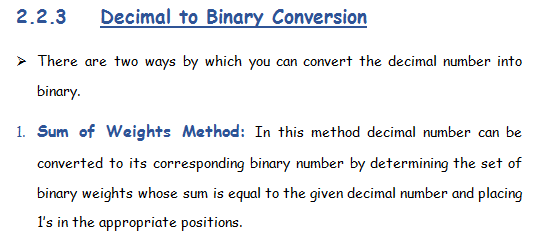 2.2.3 Decimal to Binary Conversion
➢ There are two ways by which you can convert the decimal number into
binary.
1. Sum of Weights Method: In this method decimal number can be
converted to its corresponding binary number by determining the set of
binary weights whose sum is equal to the given decimal number and placing
1's in the appropriate positions.